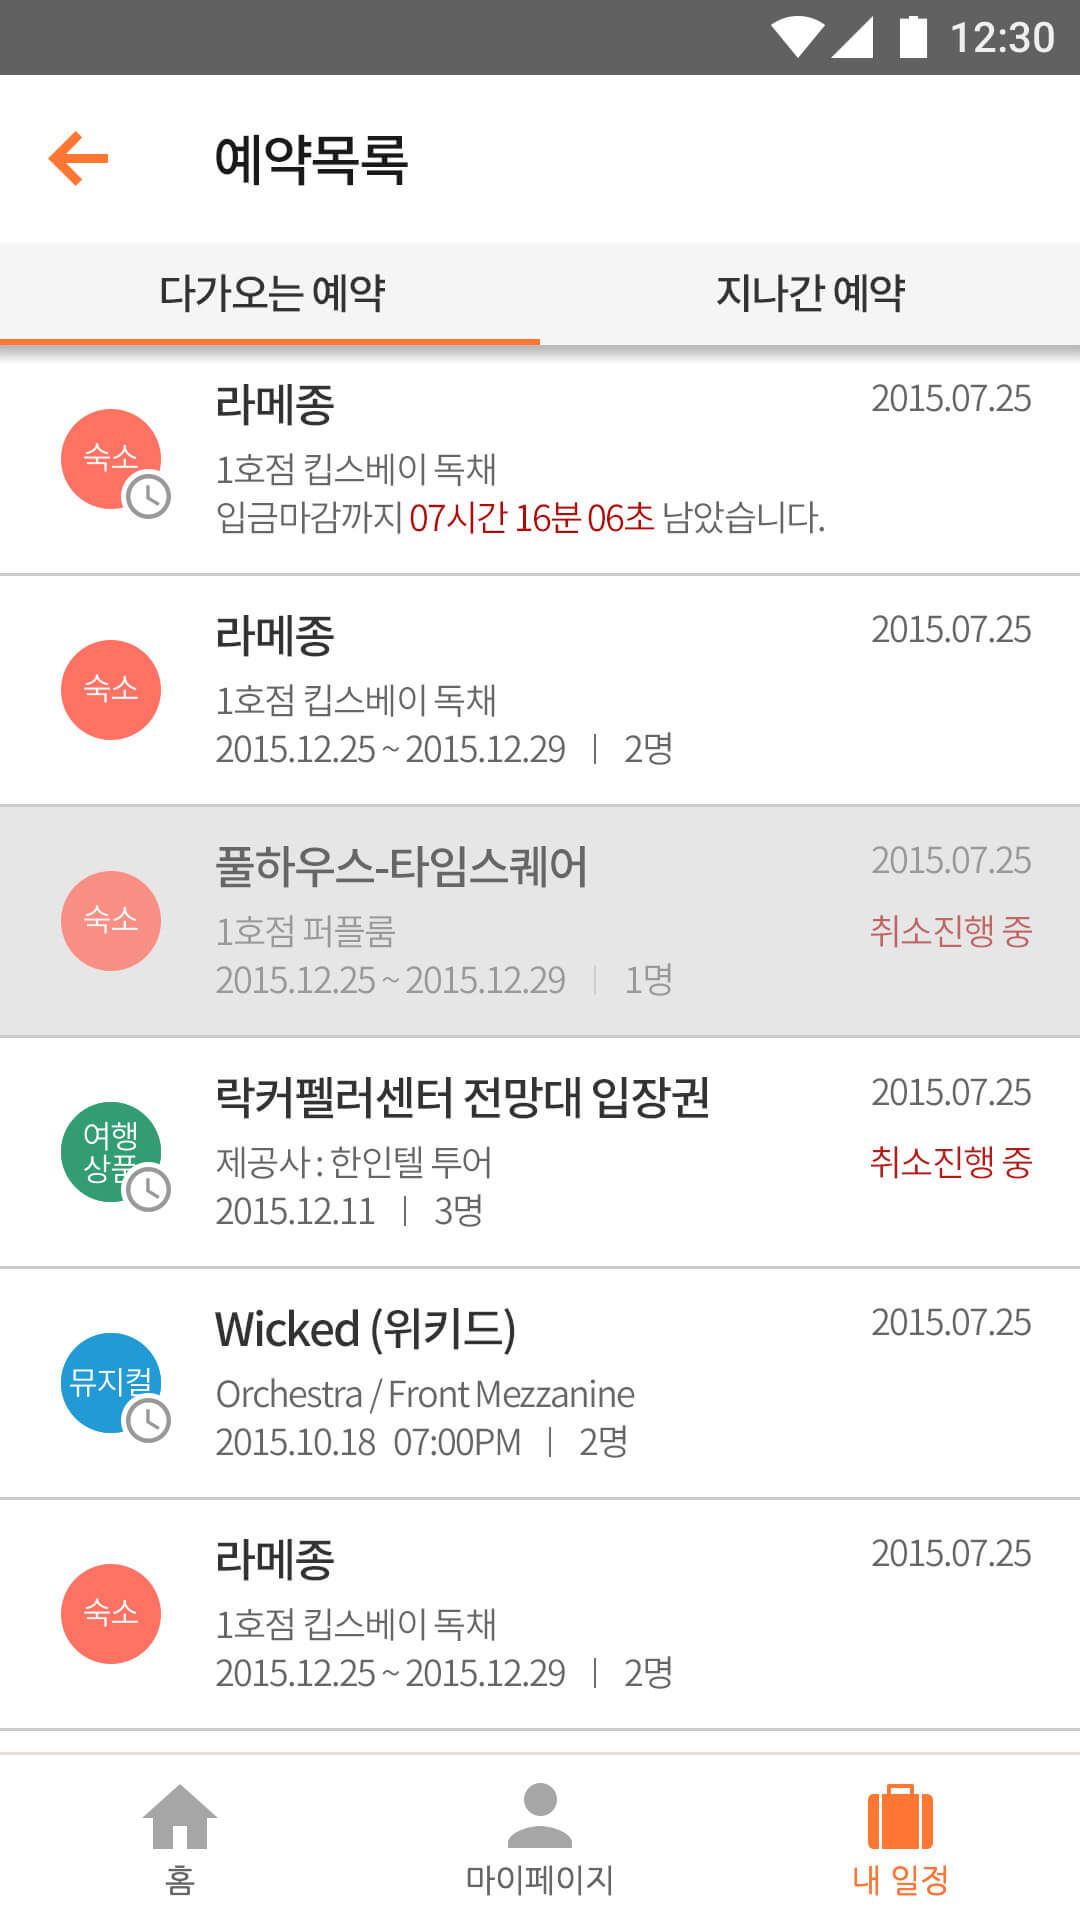 12:30
예약목록
다가오는 예약
지나간 예약
숙소
라메종
2015.07.25
1호점 킵스베이 독채
입금마감까지 07시간 16분 06초 남았습니다.
숙소
라메종
2015.07.25
1호점 킵스베이 독채
2015.12.25 ~ 2015.12.29 | 2명
숙소
풀하우스-타임스퀘어
2015.07.25
1호점 퍼플룸
취소진행 중
2015.12.25 ~ 2015.12.29 | 1명
여행
상품
락커펠러센터 전망대 입장권
2015.07.25
제공사 : 한인텔 투어
취소진행 중
2015.12.11 | 3명
뮤지컬
Wicked (위키드)
2015.07.25
Orchestra / Front Mezzanine
2015.10.18 07:00PM | 2명
숙소
라메종
2015.07.25
1호점 킵스베이 독채
2015.12.25 ~ 2015.12.29 | 2명
홈
마이페이지
내 일정